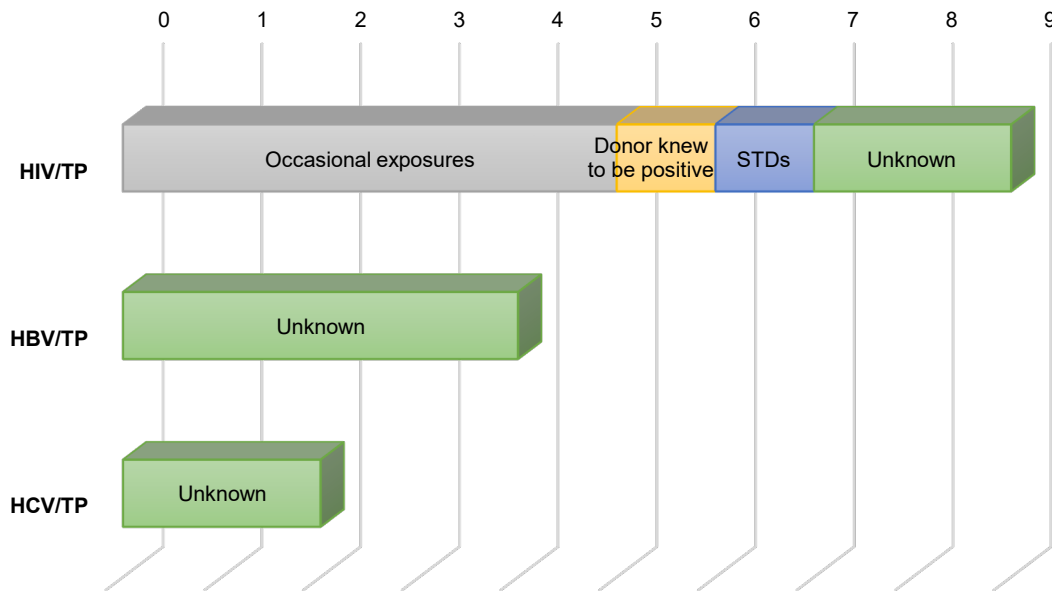 0 1 2 3 4 5 6 7 8 9
HIV/TP
Occasional exposures
Donor knew
to be positive
STDs
Unknown
HBV/TP
Unknown
HCV/TP
Unknown